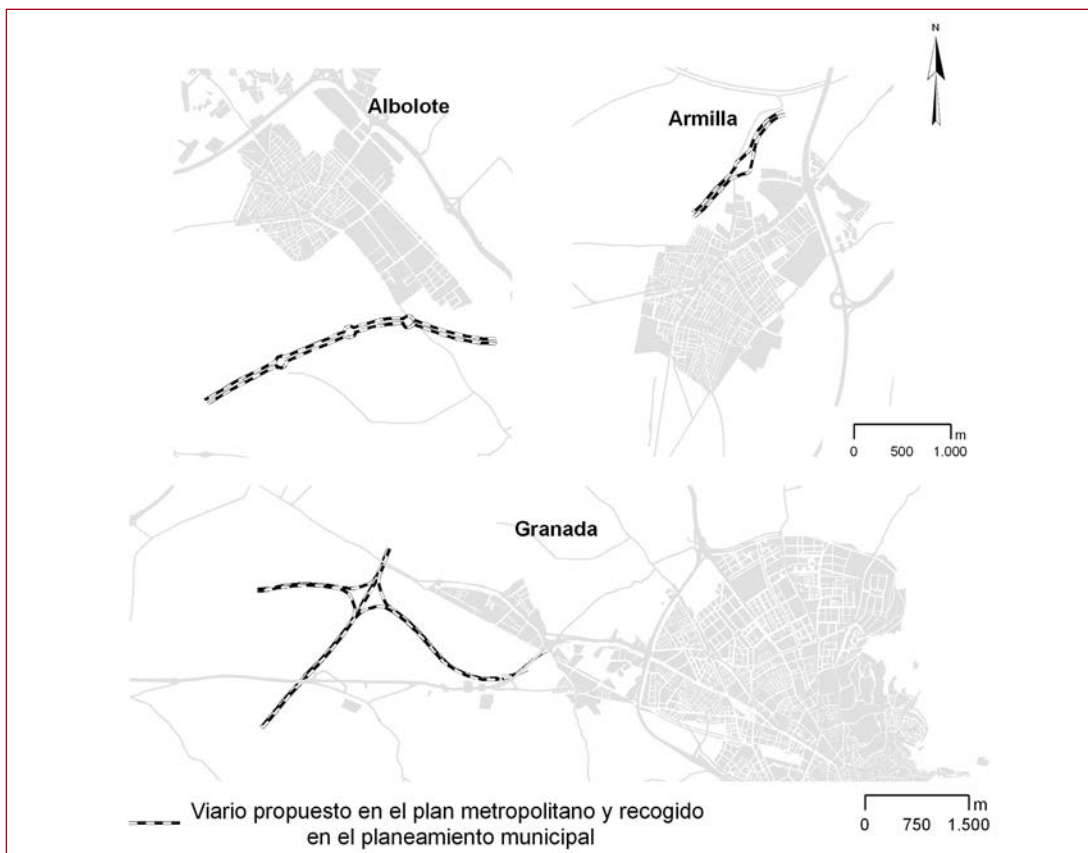 N
Albolote
Armilla
m
0 500 1.000
Granada
Viario propuesto en el plan metropolitano y recogido
en el planeamiento municipal
m
0 750 1.500